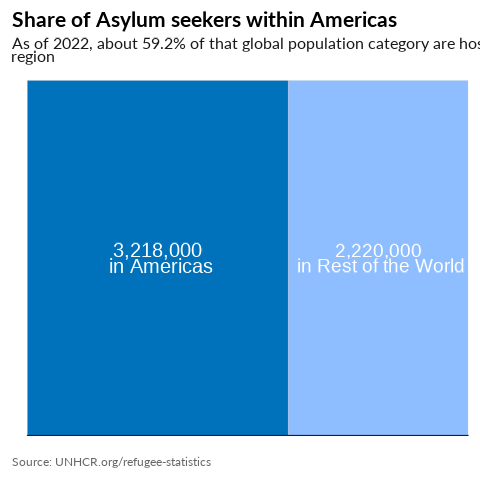 Share of Asylum seekers within Americas
As of 2022, about 59.2% of that global population category are hos
region
3,218,000
in Americas
2,220,000
in Rest of the World
Source: UNHCR.org/refugee-statistics